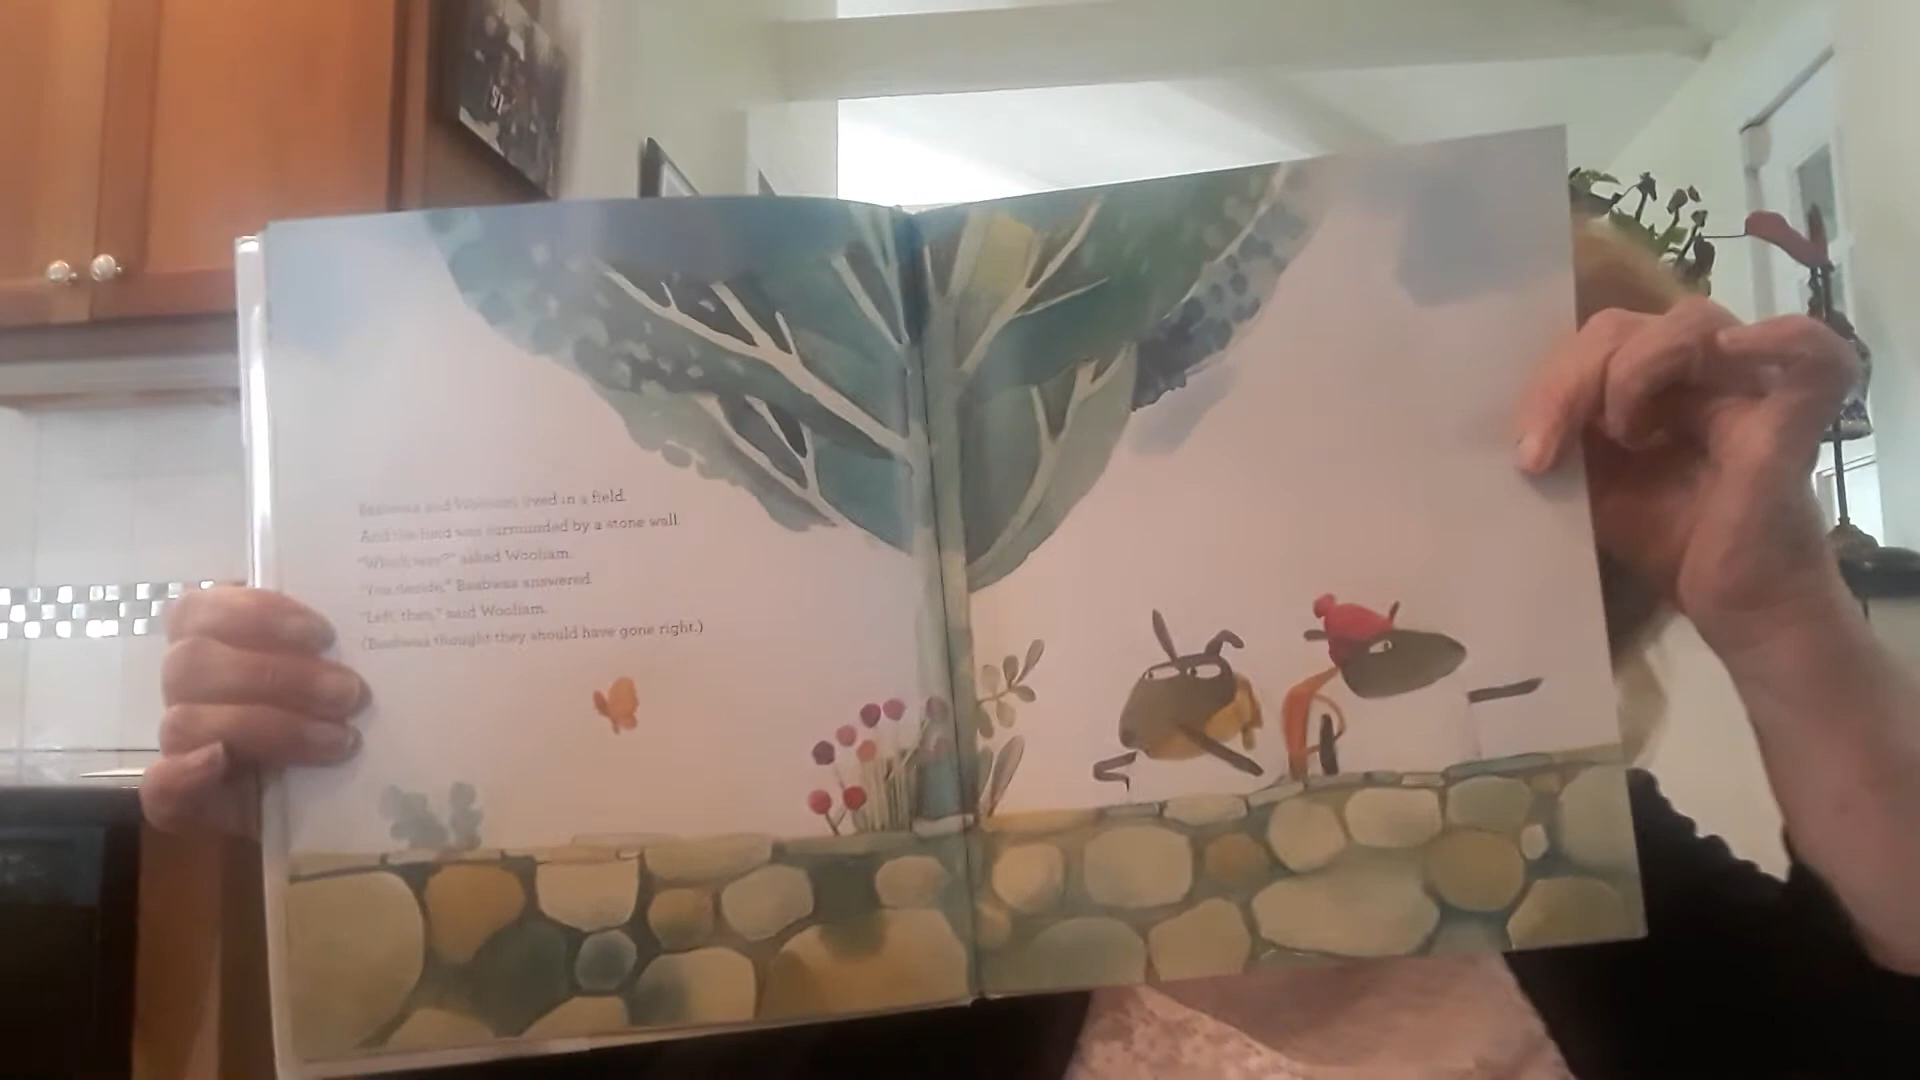 Baabwaa and Wooliam lived in a field.
And the field was surrounded by a stone wall.
"Which way?" asked Wooliam.
"You decide," Baabwaa answered.
"Left, then," said Wooliam.
(Baabwaa thought they should have gone right.)